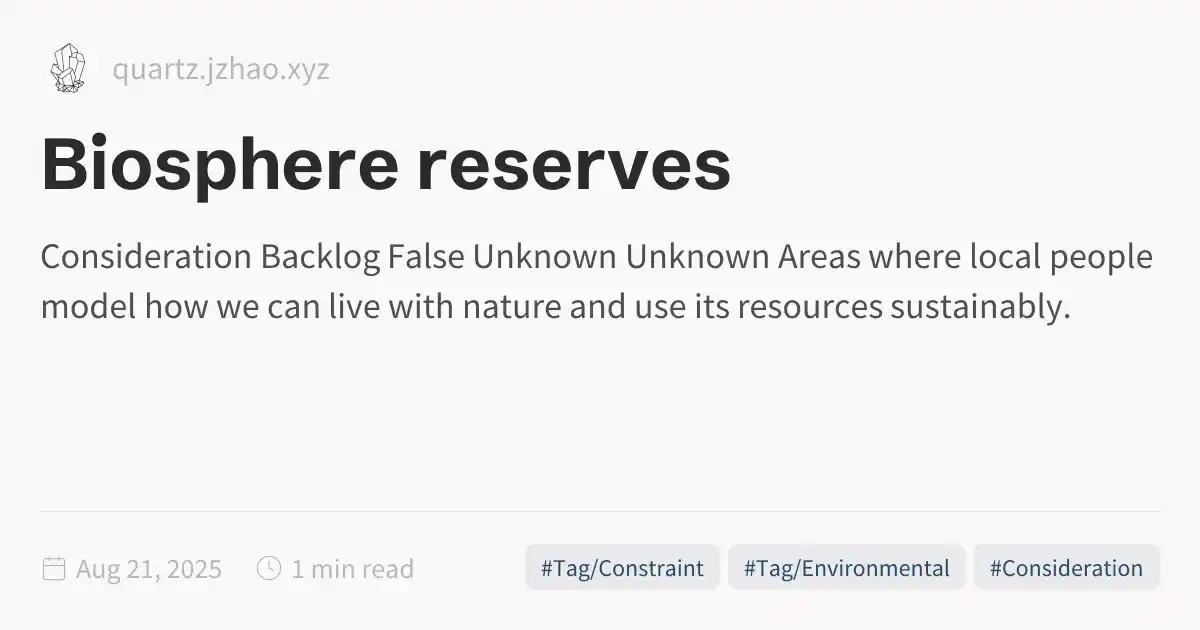 quartz.jzhao.xyz
Biosphere reserves
Consideration Backlog False Unknown Unknown Areas where local people
model how we can live with nature and use its resources sustainably.
Aug 21, 2025 1 min read #Tag/Constraint #Tag/Environmental #Consideration